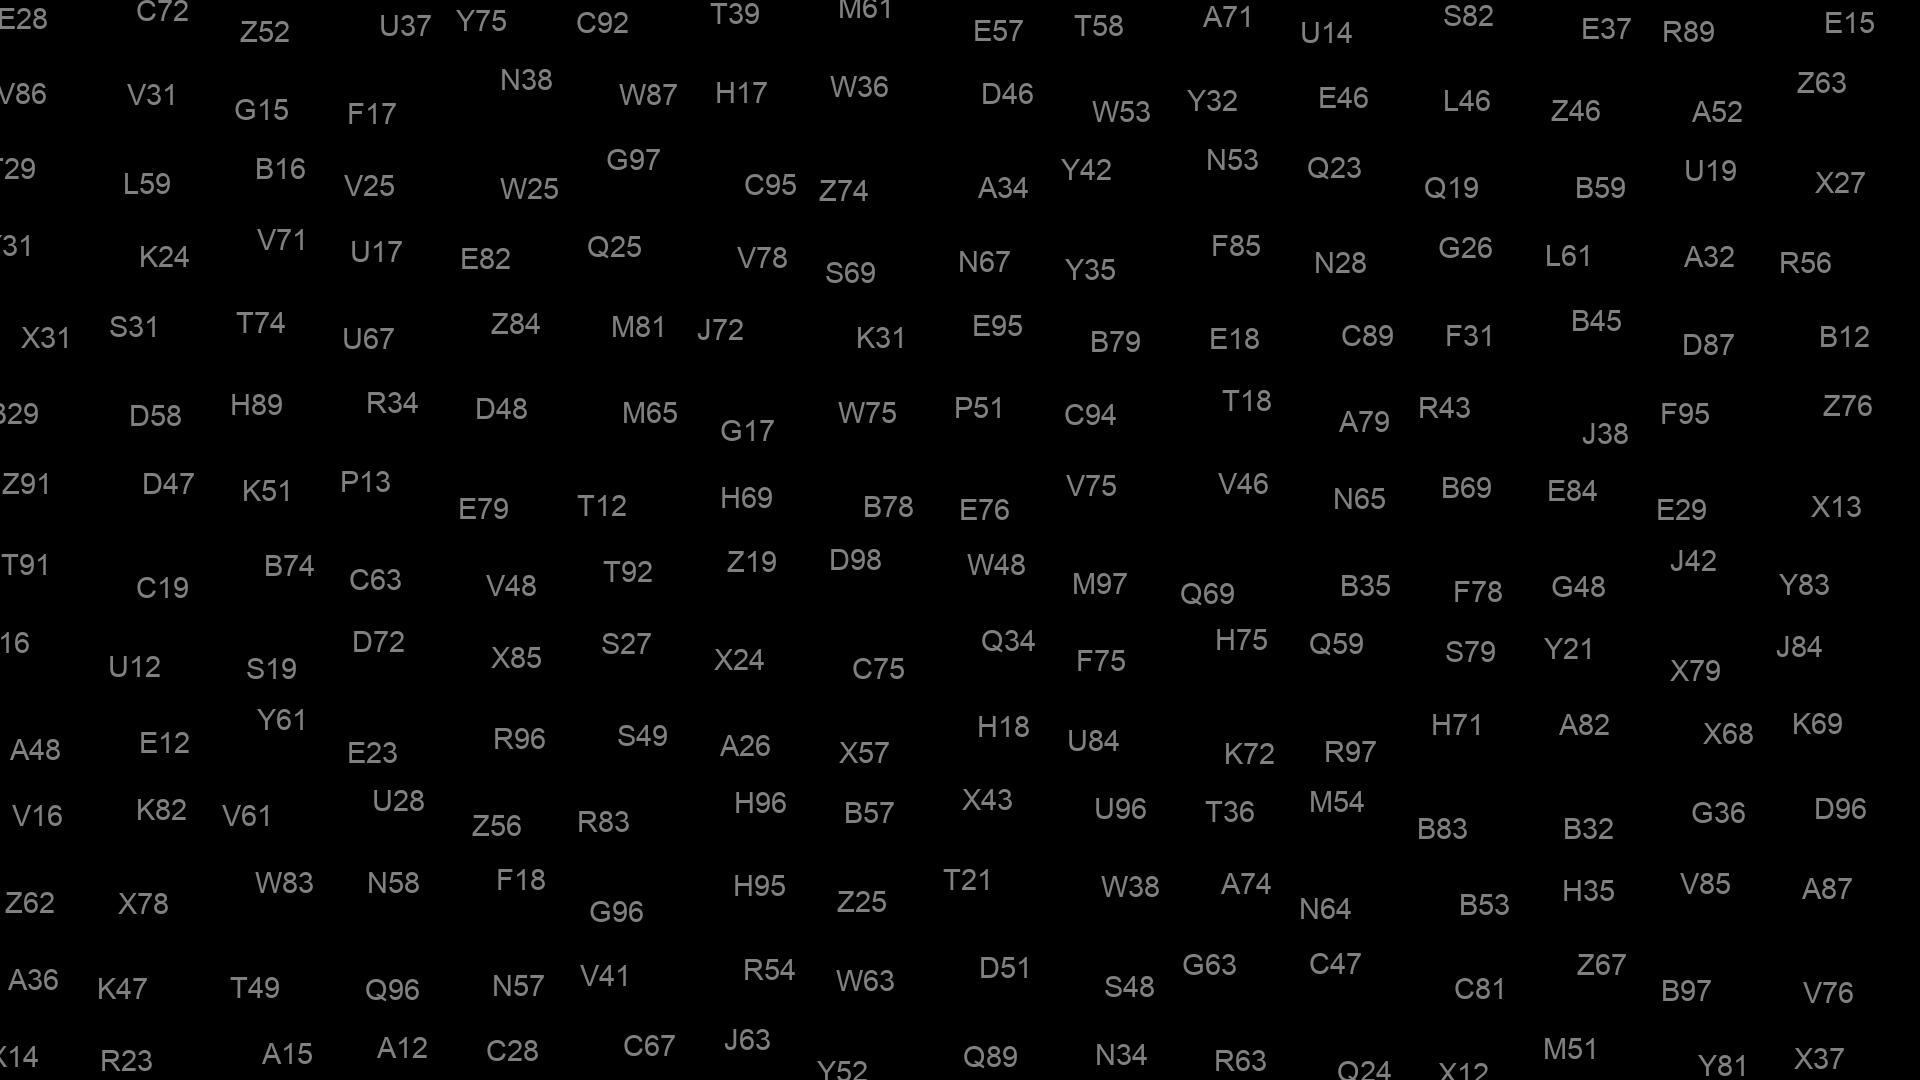 E28 C72 Z52 U37 Y75 C92 T39 M61 E57 T58 A71 U14 S82 E37 R89 E15
V86 V31 G15 F17 N38 W87 H17 W36 D46 W53 Y32 E46 L46 Z46 A52 Z63
29 L59 B16 V25 W25 G97 C95 Z74 A34 Y42 N53 Q23 Q19 B59 U19 X27
31 K24 V71 U17 E82 Q25 V78 S69 N67 Y35 F85 N28 G26 L61 A32 R56
X31 S31 T74 U67 Z84 M81 J72 K31 E95 B79 E18 C89 F31 B45 D87 B12
29 D58 H89 R34 D48 M65 G17 W75 P51 C94 T18 A79 R43 J38 F95 Z76
Z91 D47 K51 P13 E79 T12 H69 B78 E76 V75 V46 N65 B69 E84 E29 X13
T91 C19 B74 C63 V48 T92 Z19 D98 W48 M97 Q69 B35 F78 G48 J42 Y83
16 U12 S19 D72 X85 S27 X24 C75 Q34 F75 H75 Q59 S79 Y21 X79 J84
A48 E12 Y61 E23 R96 S49 A26 X57 H18 U84 K72 R97 H71 A82 X68 K69
V16 K82 V61 U28 Z56 R83 H96 B57 X43 U96 T36 M54 B83 B32 G36 D96
Z62 X78 W83 N58 F18 G96 H95 Z25 T21 W38 A74 N64 B53 H35 V85 A87
A36 K47 T49 Q96 N57 V41 R54 W63 D51 S48 G63 C47 C81 Z67 B97 V76
X14 R23 A15 A12 C28 C67 J63 Y52 Q89 N34 R63 Q24 X12 M51 Y81 X37